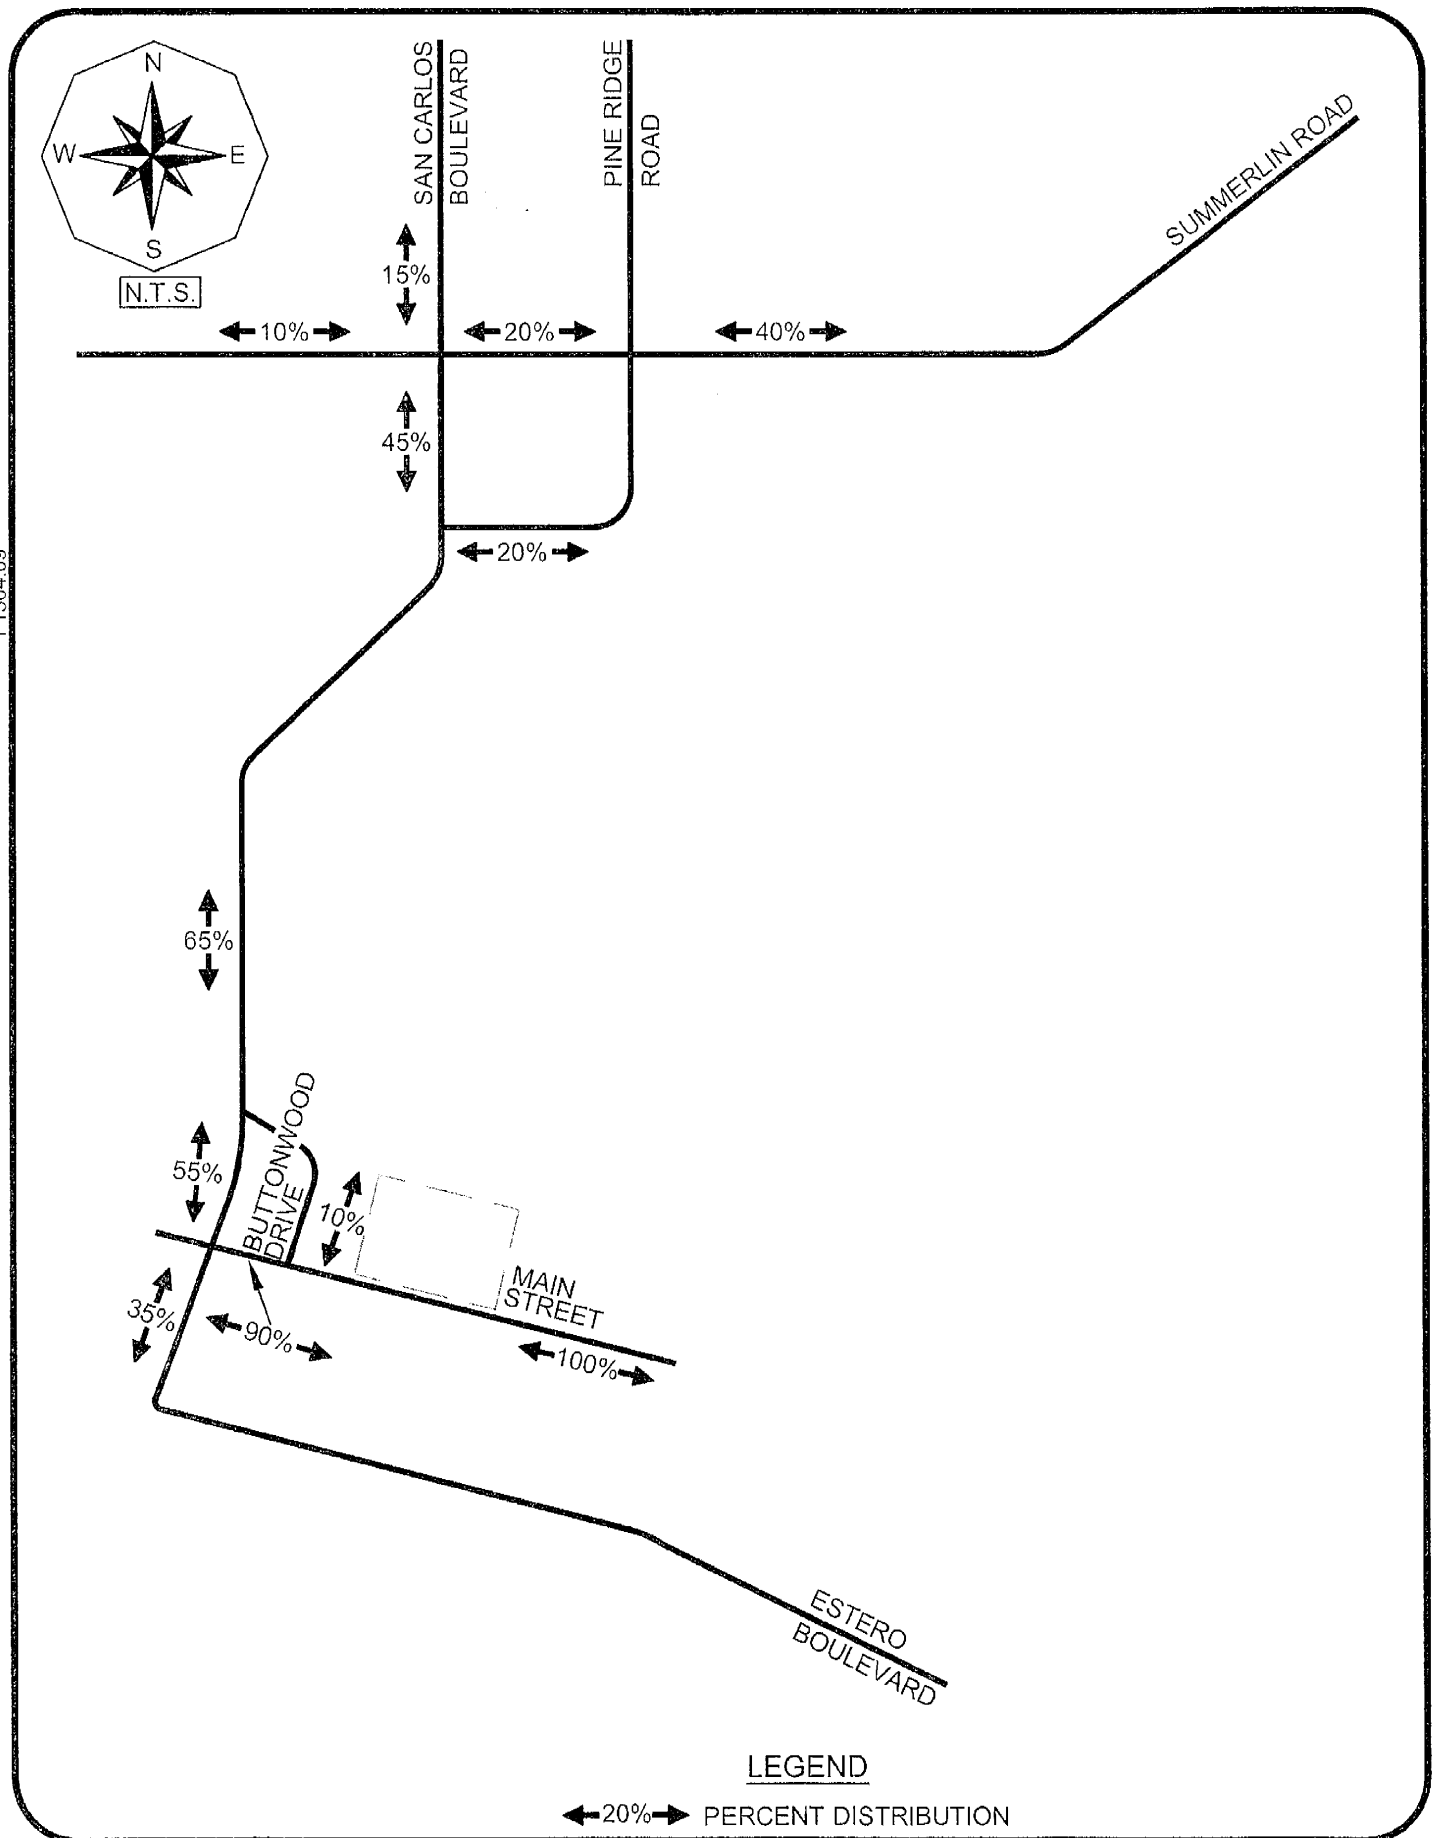 N
W
E
S
N.T.S.
SAN CARLOS
BOULEVARD
PINE RIDGE
ROAD
SUMMERLIN ROAD
15%
10%
20%
40%
45%
20%
65%
55%
BUTTONWOOD
DRIVE
10%
MAIN
STREET
35%
90%
100%
ESTERO
BOULEVARD
LEGEND
20% PERCENT DISTRIBUTION